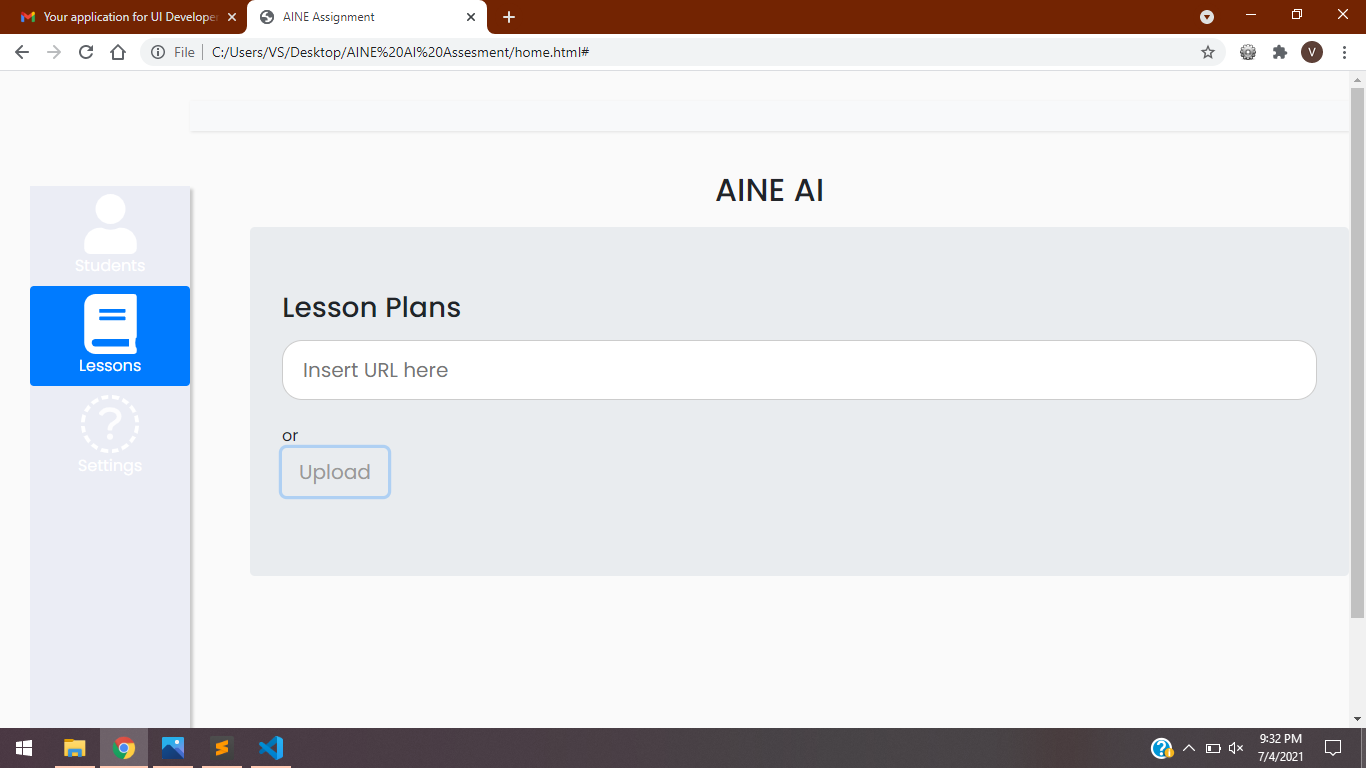 Your application for UI Developer
AINE Assignment
File
C:/Users/VS/Desktop/AINE%20AI%20Assesment/home.html#
V
AINE AI
Students
Lessons
Settings
Lesson Plans
Insert URL here
or
Upload
9:32 PM
7/4/2021